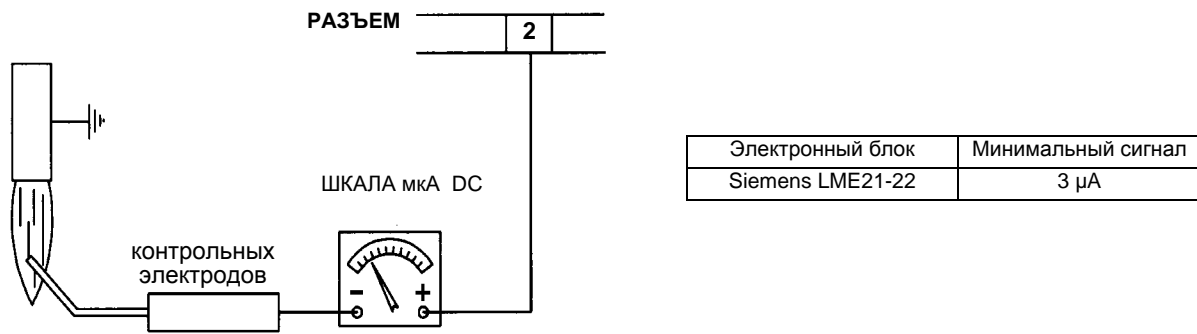 РАЗЪЕМ
2
ШКАЛА мкА DC
контрольных
электродов
- +
Электронный блок Минимальный сигнал
Siemens LME21-22 3 µA